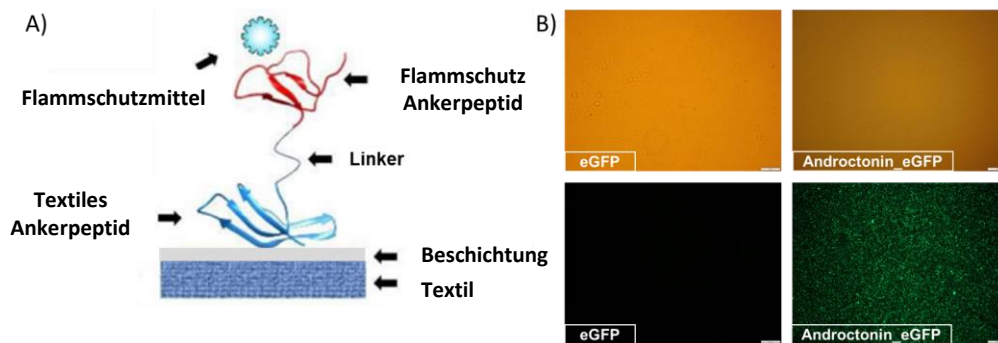 A)
Flammschutzmittel
Flammschutz
Ankerpeptid
Linker
Textiles
Ankerpeptid
Beschichtung
Textil
B)
eGFP
Androctonin_eGFP
eGFP
Androctonin_eGFP